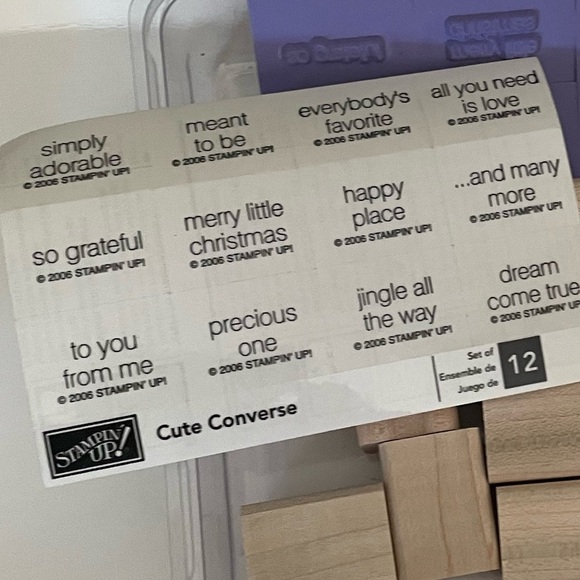 simply
adorable
© 2006 STAMPIN' UP!
meant
to be
© 2006 STAMPIN' UP!
everybody's
favorite
© 2006 STAMPIN' UP!
all you need
is love
© 2006 STAMPIN' UP!
so grateful
© 2006 STAMPIN' UP!
merry little
christmas
© 2006 STAMPIN' UP!
happy
place
© 2006 STAMPIN' UP!
...and many
more
© 2006 STAMPIN' UP!
to you
from me
© 2006 STAMPIN' UP!
precious
one
© 2006 STAMPIN' UP!
jingle all
the way
© 2006 STAMPIN' UP!
dream
come true
© 2006 STAMPIN' UP!
STAMPIN'
UP!
Cute Converse
Set of
Ensemble de
Juego de
12